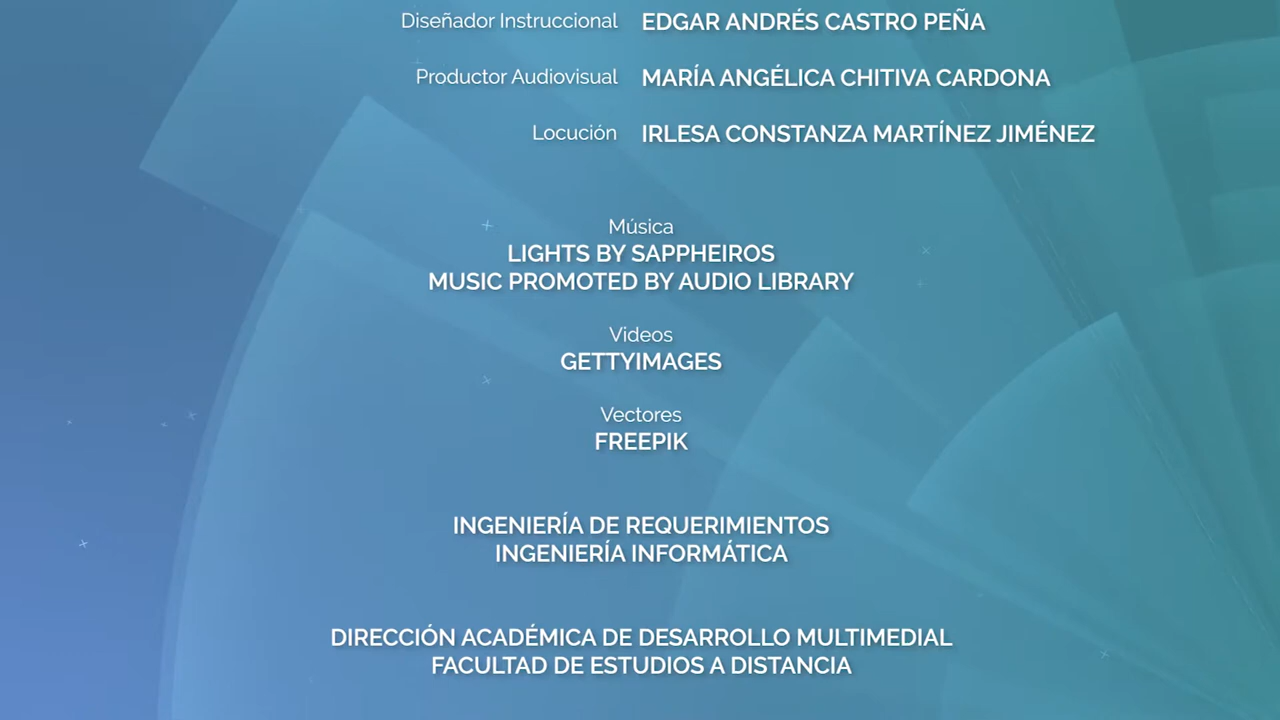 Diseñador Instruccional EDGAR ANDRÉS CASTRO PEÑA
Productor Audiovisual MARÍA ANGÉLICA CHITIVA CARDONA
Locución IRLESA CONSTANZA MARTÍNEZ JIMÉNEZ
Música
LIGHTS BY SAPPHEIROS
MUSIC PROMOTED BY AUDIO LIBRARY
Videos
GETTYIMAGES
Vectores
FREEPIK
INGENIERÍA DE REQUERIMIENTOS
INGENIERÍA INFORMÁTICA
DIRECCIÓN ACADÉMICA DE DESARROLLO MULTIMEDIAL
FACULTAD DE ESTUDIOS A DISTANCIA